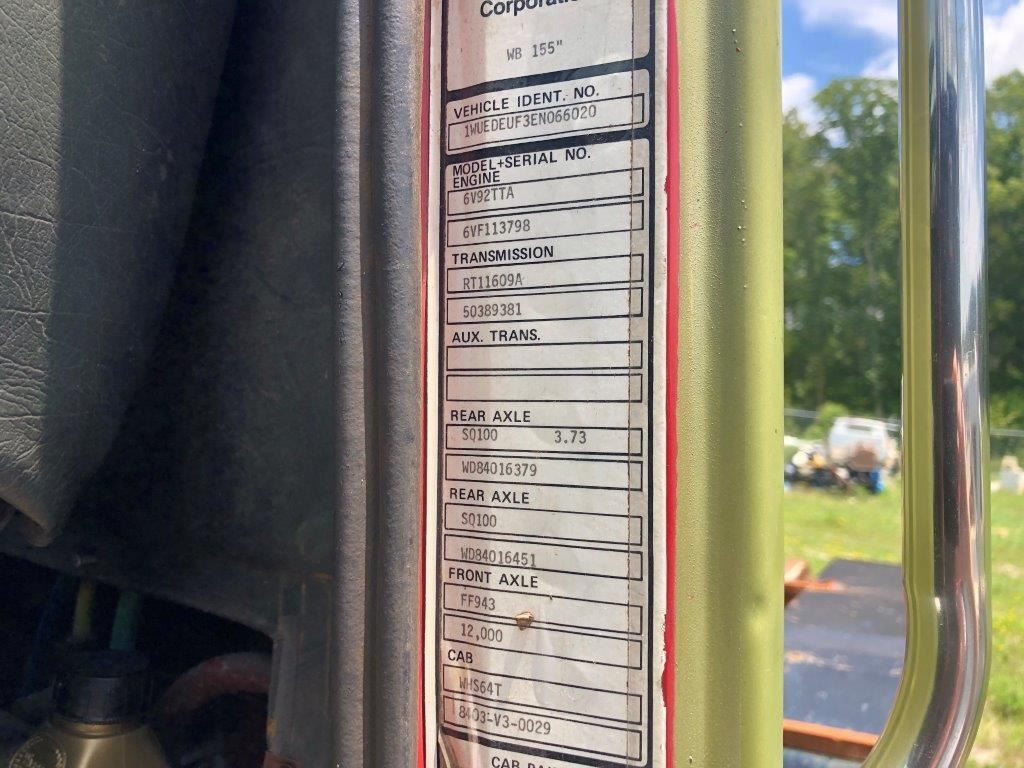 Corporation
WB 155"
VEHICLE IDENT. NO.
1WUEDEUF3EN066020
MODEL+SERIAL NO.
ENGINE
6V92TTA
6VF113798
TRANSMISSION
RT11609A
50389381
AUX. TRANS.
REAR AXLE
SQ100 3.73
WD84016379
REAR AXLE
SQ100
WD84016451
FRONT AXLE
FF943
12,000
CAB
WHS64T
8403-V3-0029
CAB